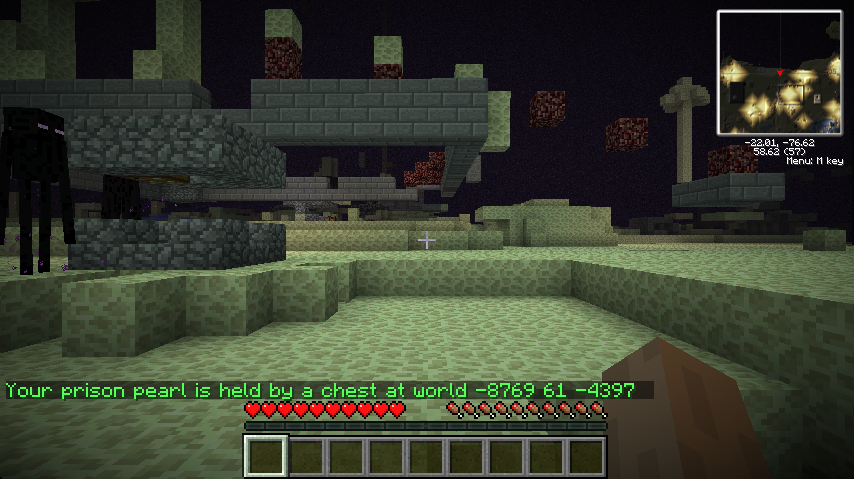 -22.01, -76.62
58.62 (57)
Menu: M key
Your prison pearl is held by a chest at world -8769 61 -4397